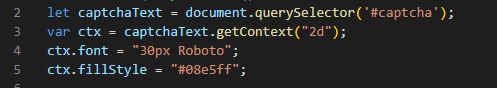 2 let captchaText = document.querySelector('#captcha');
3 var ctx = captchaText.getContext("2d");
4 ctx.font = "30px Roboto";
5 ctx.fillStyle = "#08e5ff";